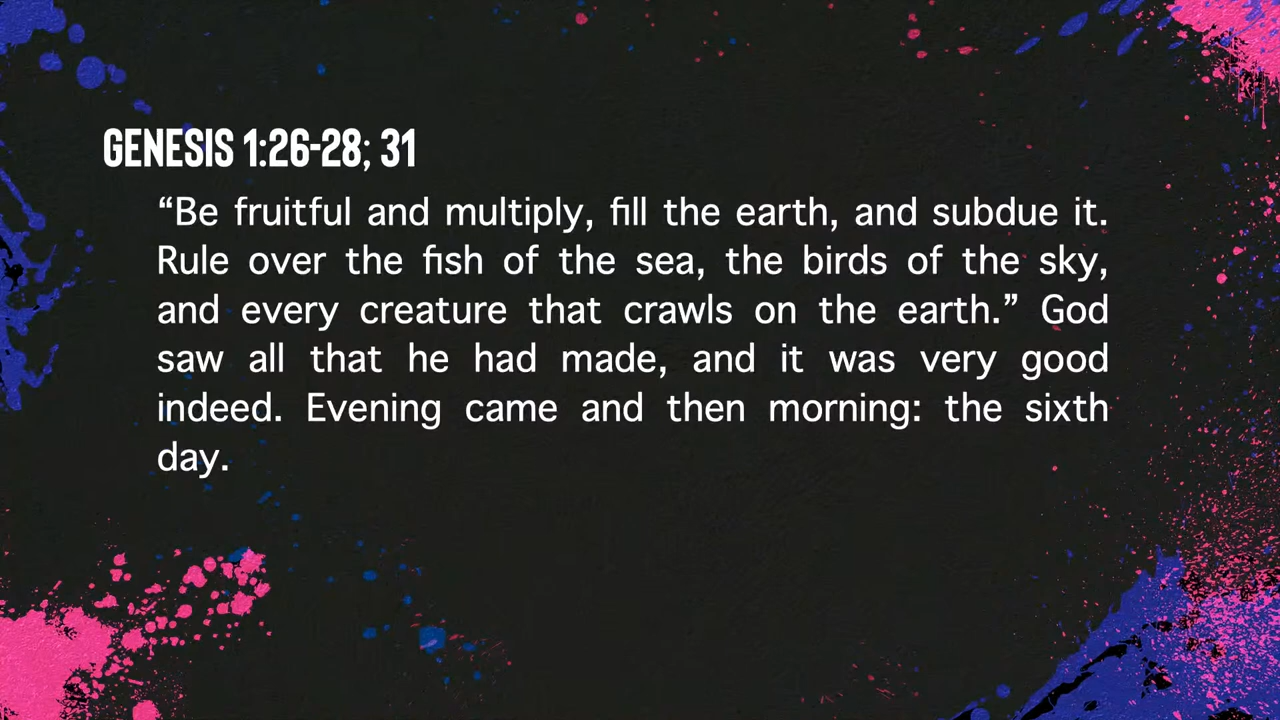 GENESIS 1:26-28; 31
“Be fruitful and multiply, fill the earth, and subdue it.
Rule over the fish of the sea, the birds of the sky,
and every creature that crawls on the earth.” God
saw all that he had made, and it was very good
indeed. Evening came and then morning: the sixth
day.